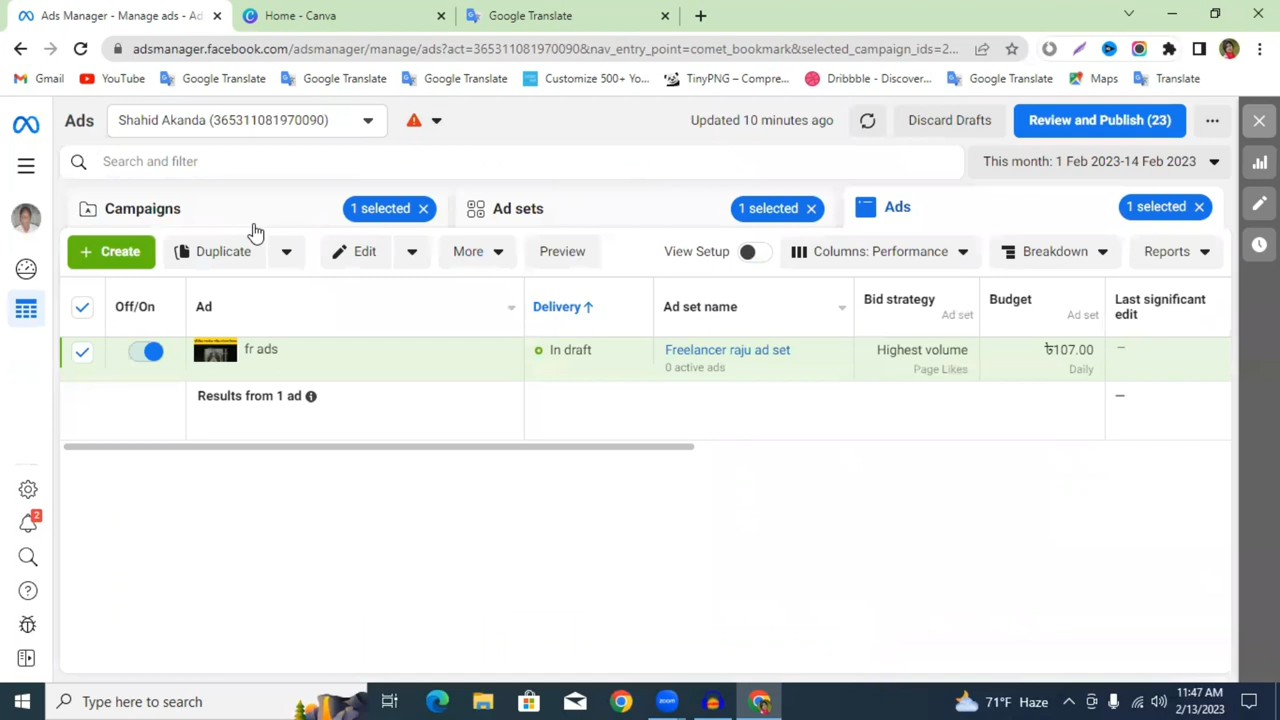 Ads Manager - Manage ads - Ad
Home - Canva
Google Translate
adsmanager.facebook.com/adsmanager/manage/ads?act=365311081970090&nav_entry_point=comet_bookmark&selected_campaign_ids=2...
Gmail
YouTube
Google Translate
Google Translate
Google Translate
Customize 500+ Yo...
TinyPNG – Compre...
Dribbble - Discover...
Google Translate
Maps
Translate
Ads
Shahid Akanda (365311081970090)
Updated 10 minutes ago
Discard Drafts
Review and Publish (23)
Search and filter
This month: 1 Feb 2023-14 Feb 2023
Campaigns
1 selected
Ad sets
1 selected
Ads
1 selected
+ Create
Duplicate
Edit
More
Preview
View Setup
Columns: Performance
Breakdown
Reports
Off/On
Ad
Delivery ↑
Ad set name
Bid strategy
Ad set
Budget
Ad set
Last significant
edit
fr ads
In draft
Freelancer raju ad set
0 active ads
Highest volume
Page Likes
৳107.00
Daily
—
Results from 1 ad
—
2
Type here to search
zoom
71°F Haze
11:47 AM
2/13/2023